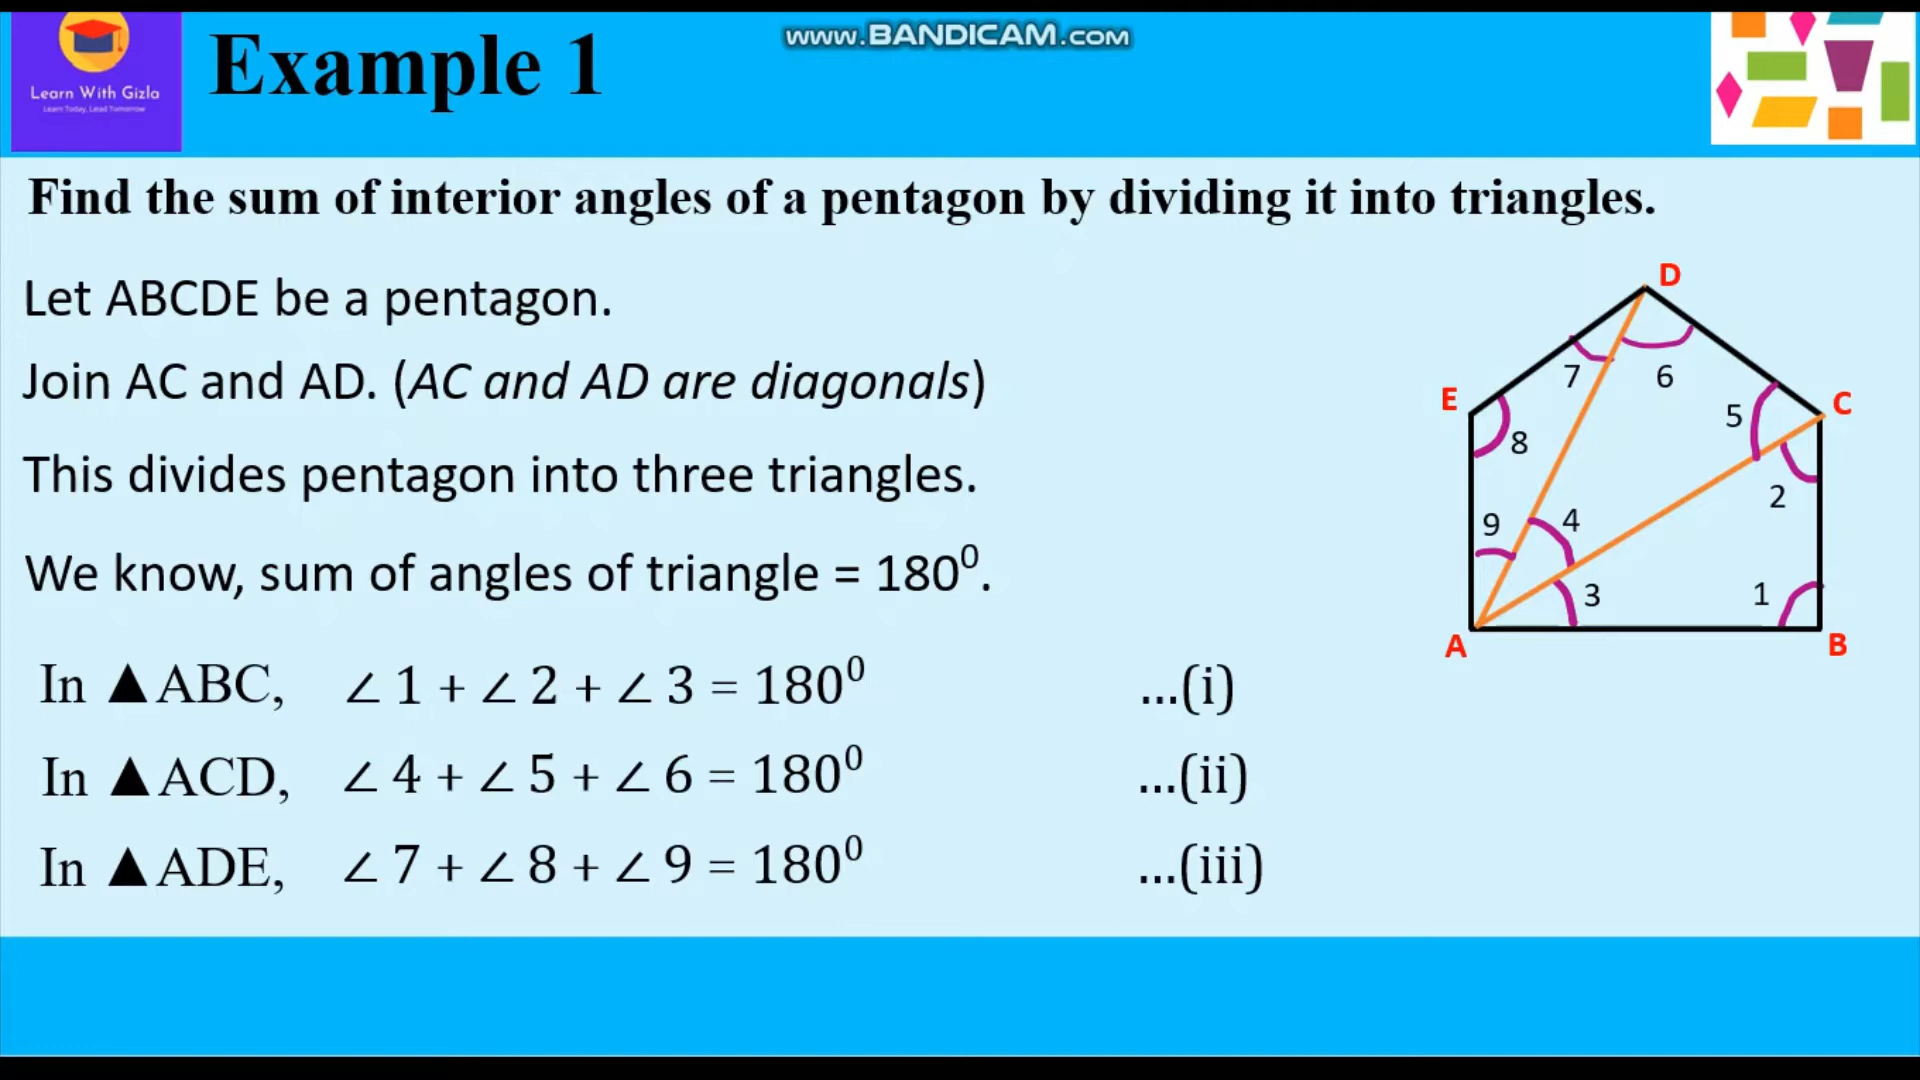 www.BANDICAM.com
Learn With Gizla
Learn Today, Lead Tomorrow
Example 1
Find the sum of interior angles of a pentagon by dividing it into triangles.
Let ABCDE be a pentagon.
Join AC and AD. (AC and AD are diagonals)
This divides pentagon into three triangles.
We know, sum of angles of triangle = 180⁰.
In ▲ABC, ∠ 1 + ∠ 2 + ∠ 3 = 180⁰ ...(i)
In ▲ACD, ∠ 4 + ∠ 5 + ∠ 6 = 180⁰ ...(ii)
In ▲ADE, ∠ 7 + ∠ 8 + ∠ 9 = 180⁰ ...(iii)
D
7 6
E C
5
8
2
9 4
3 1
A B